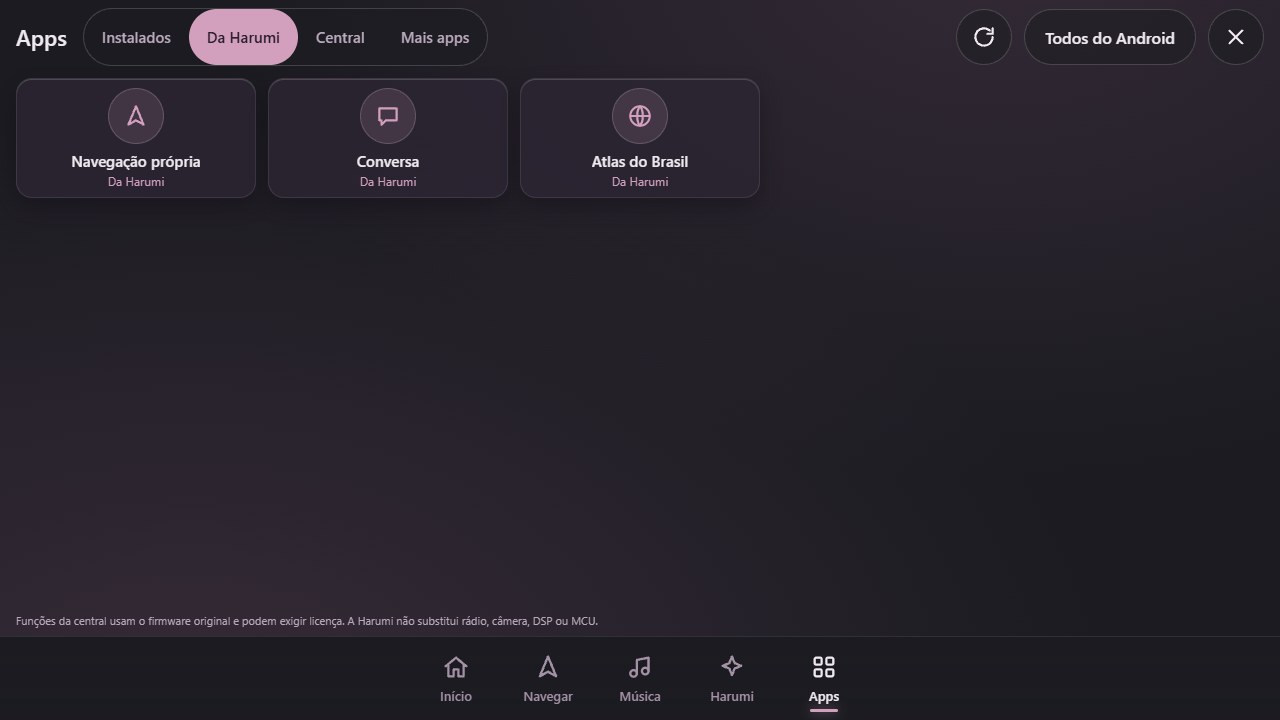 Apps
Instalados
Da Harumi
Central
Mais apps
Todos do Android
Navegação própria
Da Harumi
Conversa
Da Harumi
Atlas do Brasil
Da Harumi
Funções da central usam o firmware original e podem exigir licença. A Harumi não substitui rádio, câmera, DSP ou MCU.
Início
Navegar
Música
Harumi
Apps